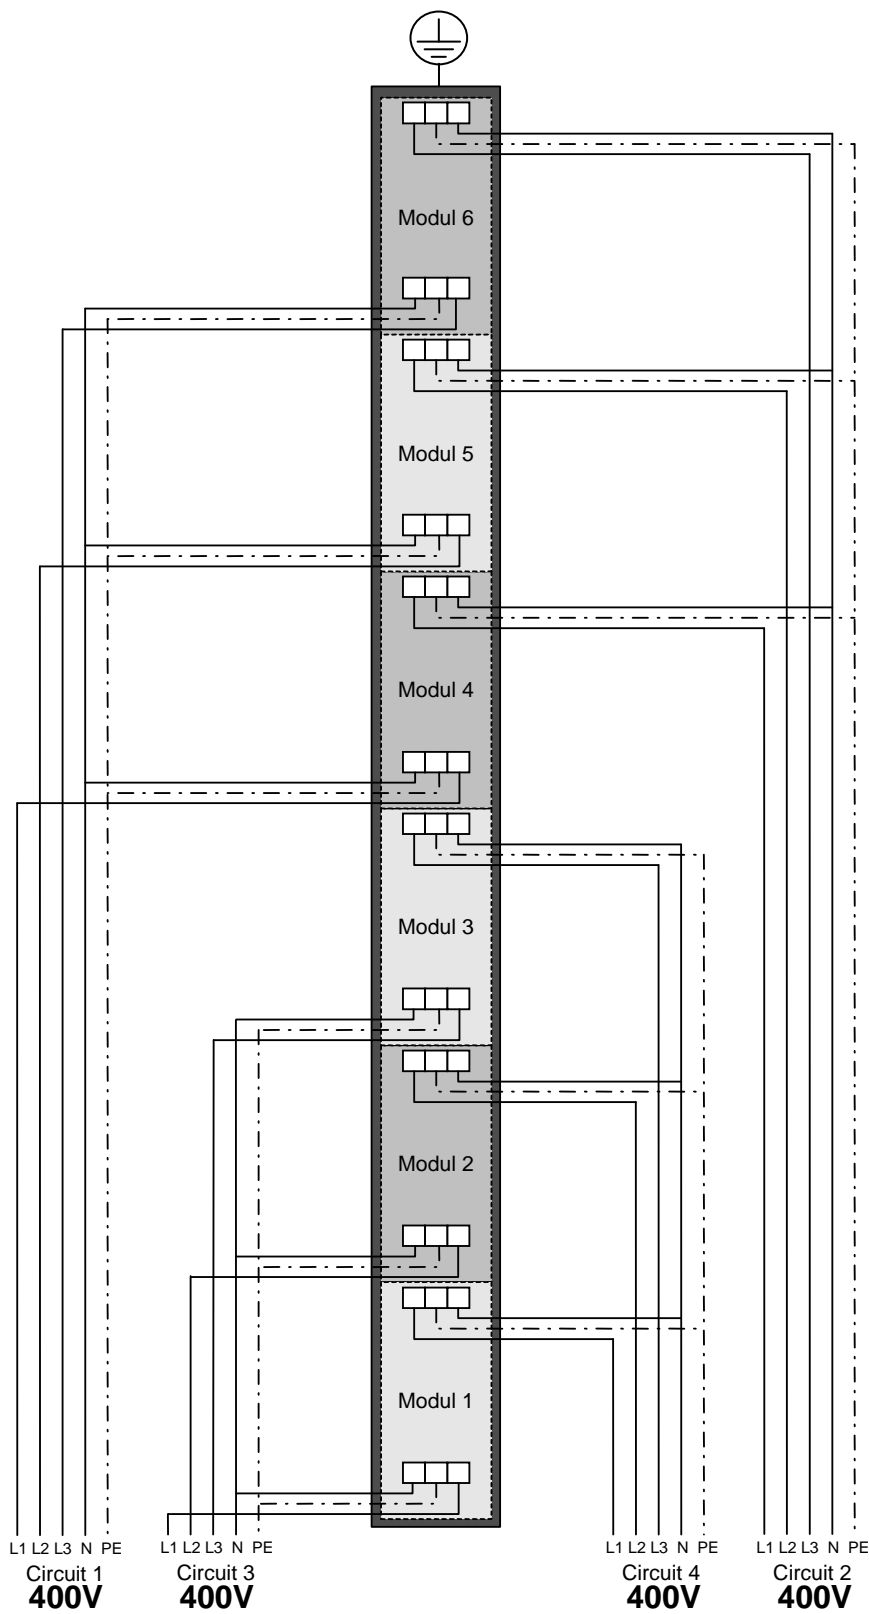 Modul 6
Modul 5
Modul 4
Modul 3
Modul 2
Modul 1
L1 L2 L3 N PE
Circuit 1
400V
L1 L2 L3 N PE
Circuit 3
400V
L1 L2 L3 N PE
Circuit 4
400V
L1 L2 L3 N PE
Circuit 2
400V